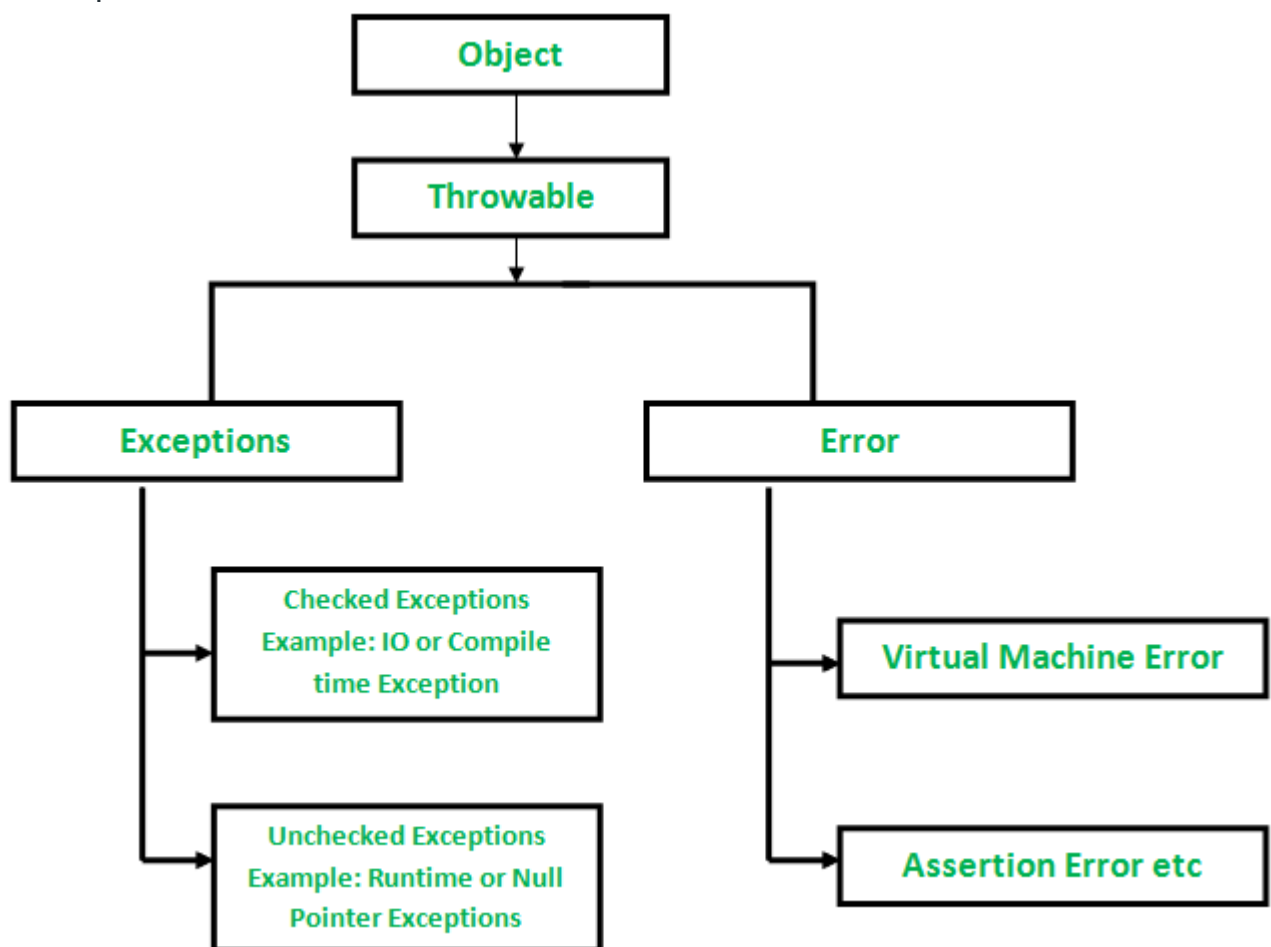 Object
Throwable
Exceptions
Error
Checked Exceptions
Example: IO or Compile
time Exception
Virtual Machine Error
Unchecked Exceptions
Example: Runtime or Null
Pointer Exceptions
Assertion Error etc